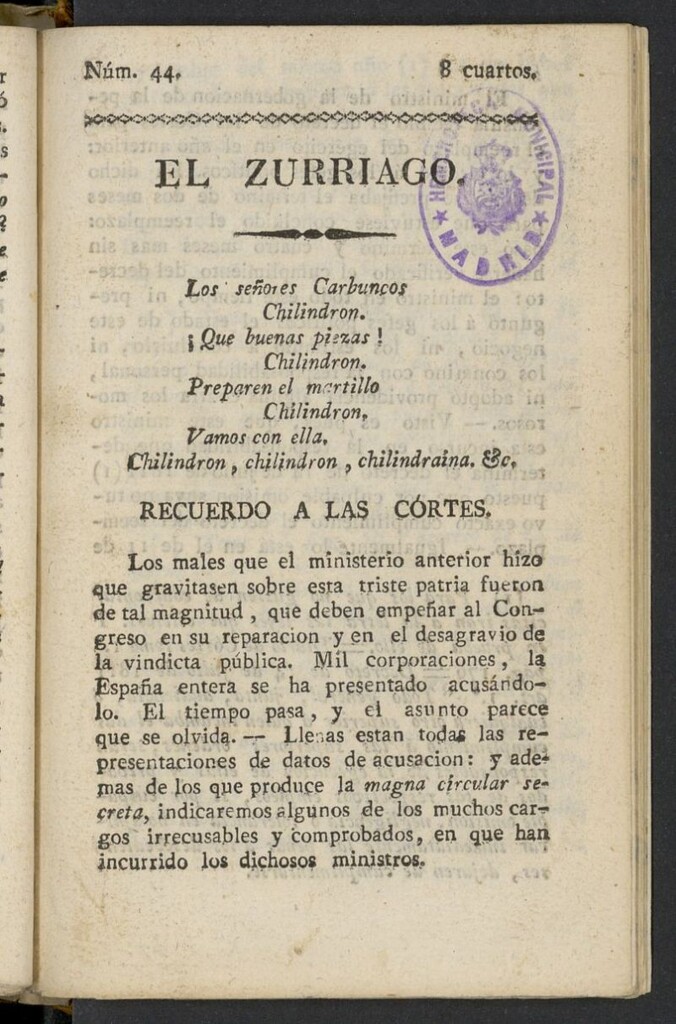 Núm. 44. 8 cuartos.
EL ZURRIAGO.
MUNICIPAL
MADRID
Los señores Carbuncos
Chilindron.
¡Que buenas piezas!
Chilindron.
Preparen el martillo
Chilindron,
Vamos con ella,
Chilindron, chilindron, chilindraina. &c.
RECUERDO A LAS CÓRTES.
Los males que el ministerio anterior hizo
que gravitasen sobre esta triste patria fueron
de tal magnitud, que deben empeñar al Con-
greso en su reparacion y en el desagravio de
la vindicta pública. Mil corporaciones, la
España entera se ha presentado acusándo-
lo. El tiempo pasa, y el asunto parece
que se olvida. — Llenas estan todas las re-
presentaciones de datos de acusacion: y ade-
mas de los que produce la magna circular se-
creta, indicaremos algunos de los muchos car-
gos irrecusables y comprobados, en que han
incurrido los dichosos ministros.